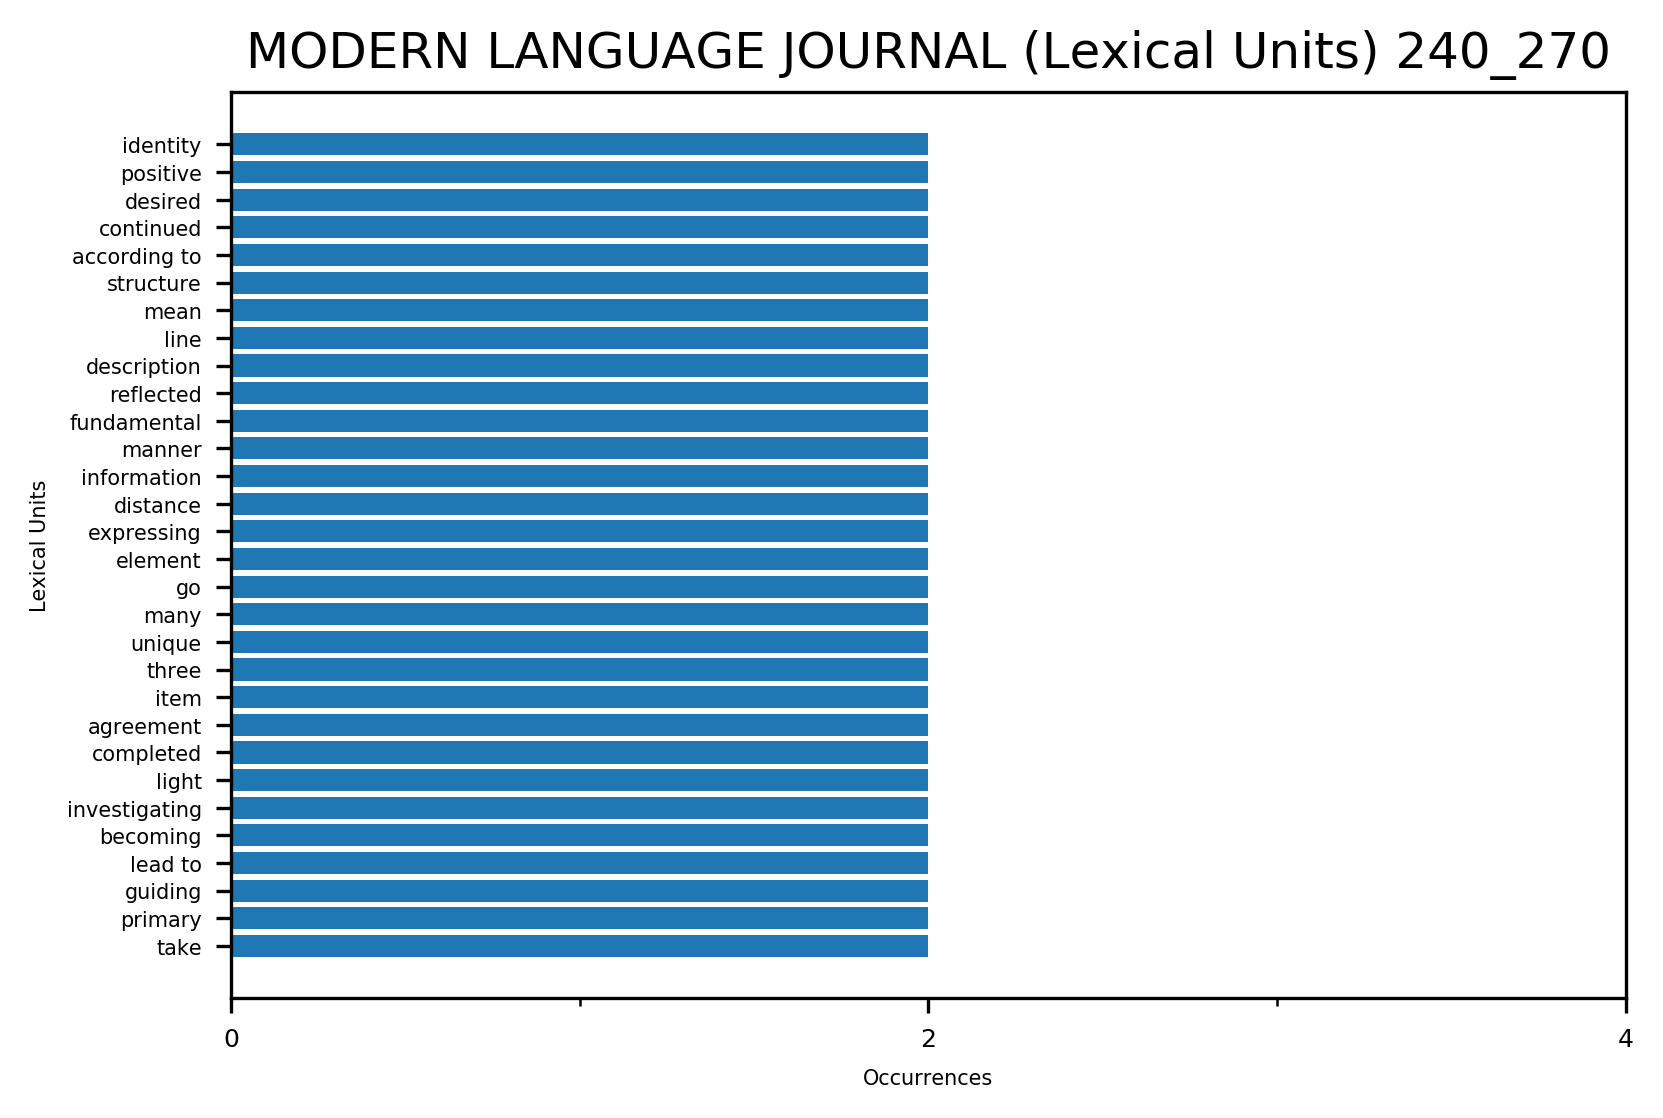 MODERN LANGUAGE JOURNAL (Lexical Units) 240_270
identity
positive
desired
continued
according to
structure
mean
line
description
reflected
fundamental
manner
information
distance
expressing
element
go
many
unique
three
item
agreement
completed
light
investigating
becoming
lead to
guiding
primary
take
Lexical Units
0 2 4
Occurrences